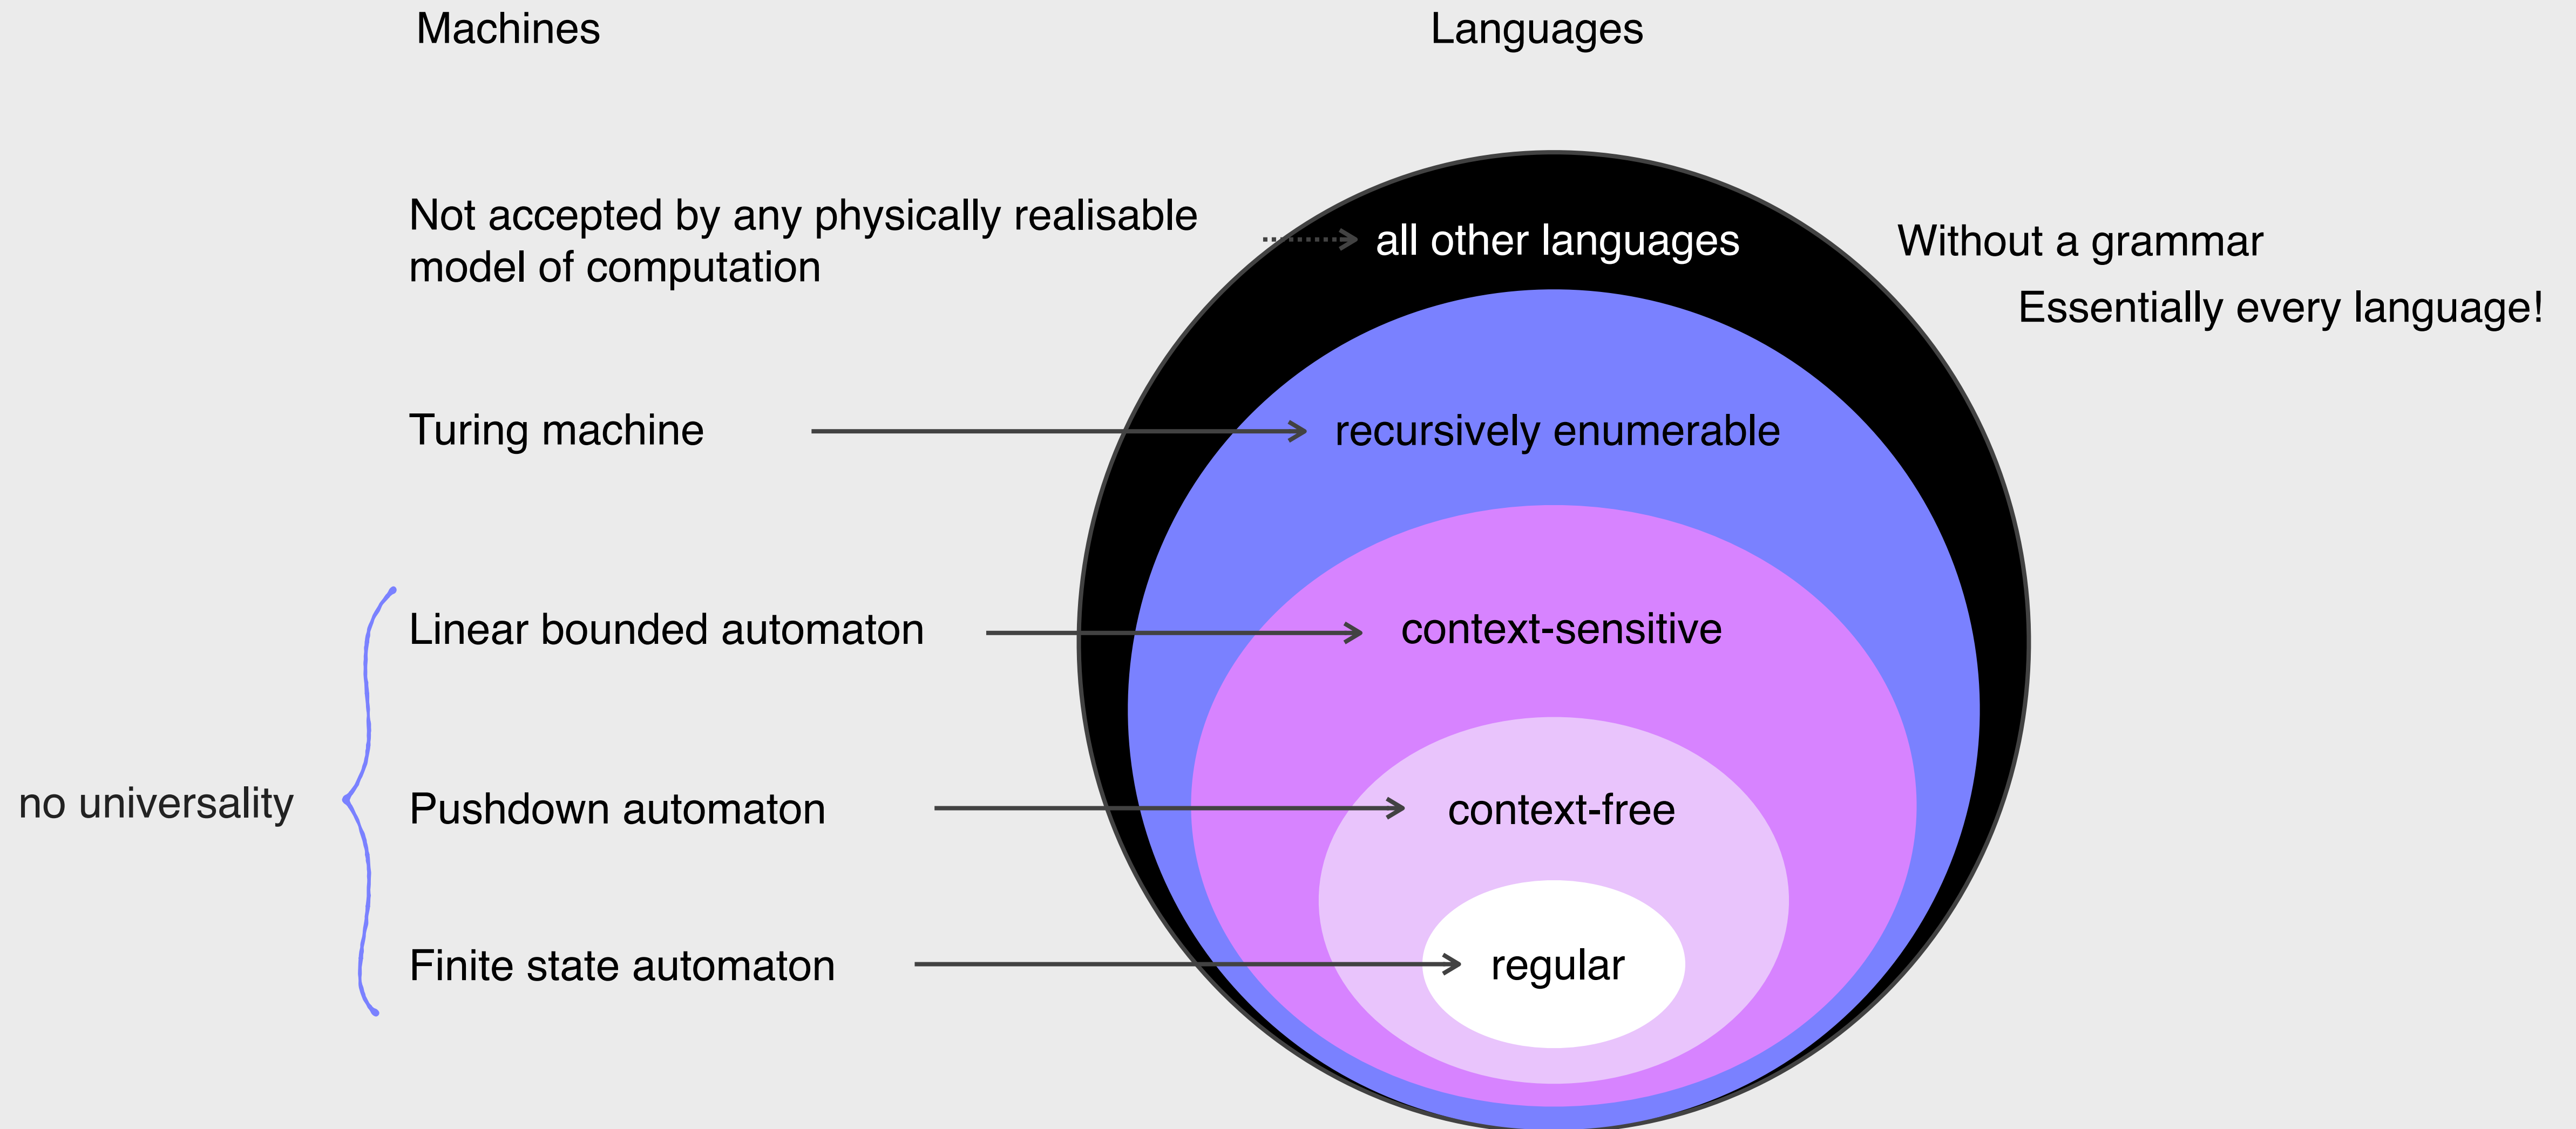 Machines
Languages
Not accepted by any physically realisable
model of computation
all other languages
Without a grammar
Essentially every language!
Turing machine
recursively enumerable
Linear bounded automaton
context-sensitive
no universality
Pushdown automaton
context-free
Finite state automaton
regular